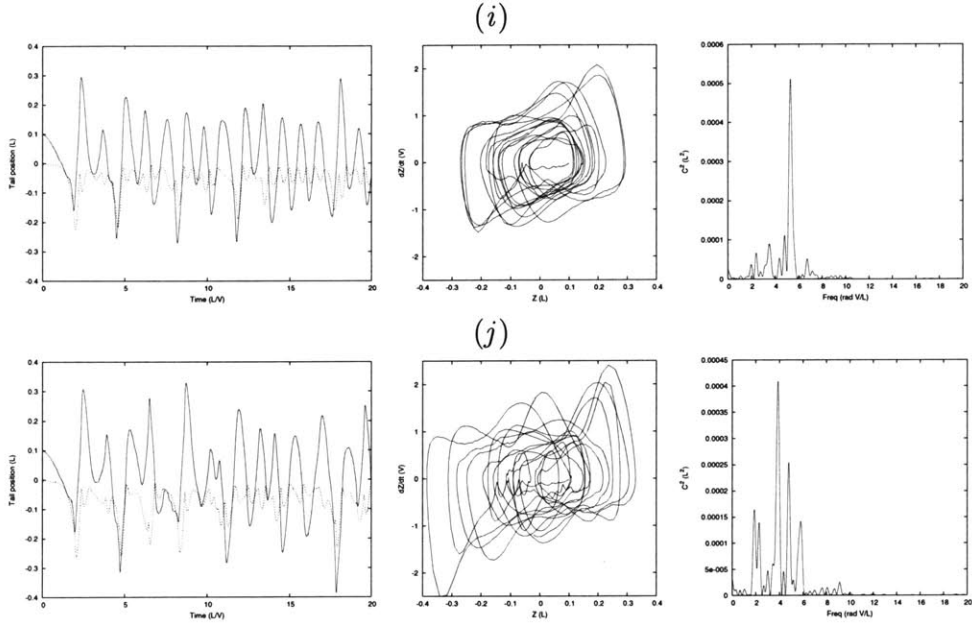 (i)
0.4
0.3
0.2
0.1
0
-0.1
-0.2
-0.3
-0.4
Tail position (L)
0 5 10 15 20
Time (L/V)
2
1
0
-1
-2
dZ/dt (V)
-0.4 -0.3 -0.2 -0.1 0 0.1 0.2 0.3 0.4
Z (L)
0.0006
0.0005
0.0004
0.0003
0.0002
0.0001
0
C² (L²)
0 2 4 6 8 10 12 14 16 18 20
Freq (rad V/L)
(j)
0.4
0.3
0.2
0.1
0
-0.1
-0.2
-0.3
-0.4
Tail position (L)
0 5 10 15 20
Time (L/V)
2
1
0
-1
-2
dZ/dt (V)
-0.4 -0.3 -0.2 -0.1 0 0.1 0.2 0.3 0.4
Z (L)
0.00045
0.0004
0.00035
0.0003
0.00025
0.0002
0.00015
0.0001
5e-005
0
C² (L²)
0 2 4 6 8 10 12 14 16 18 20
Freq (rad V/L)